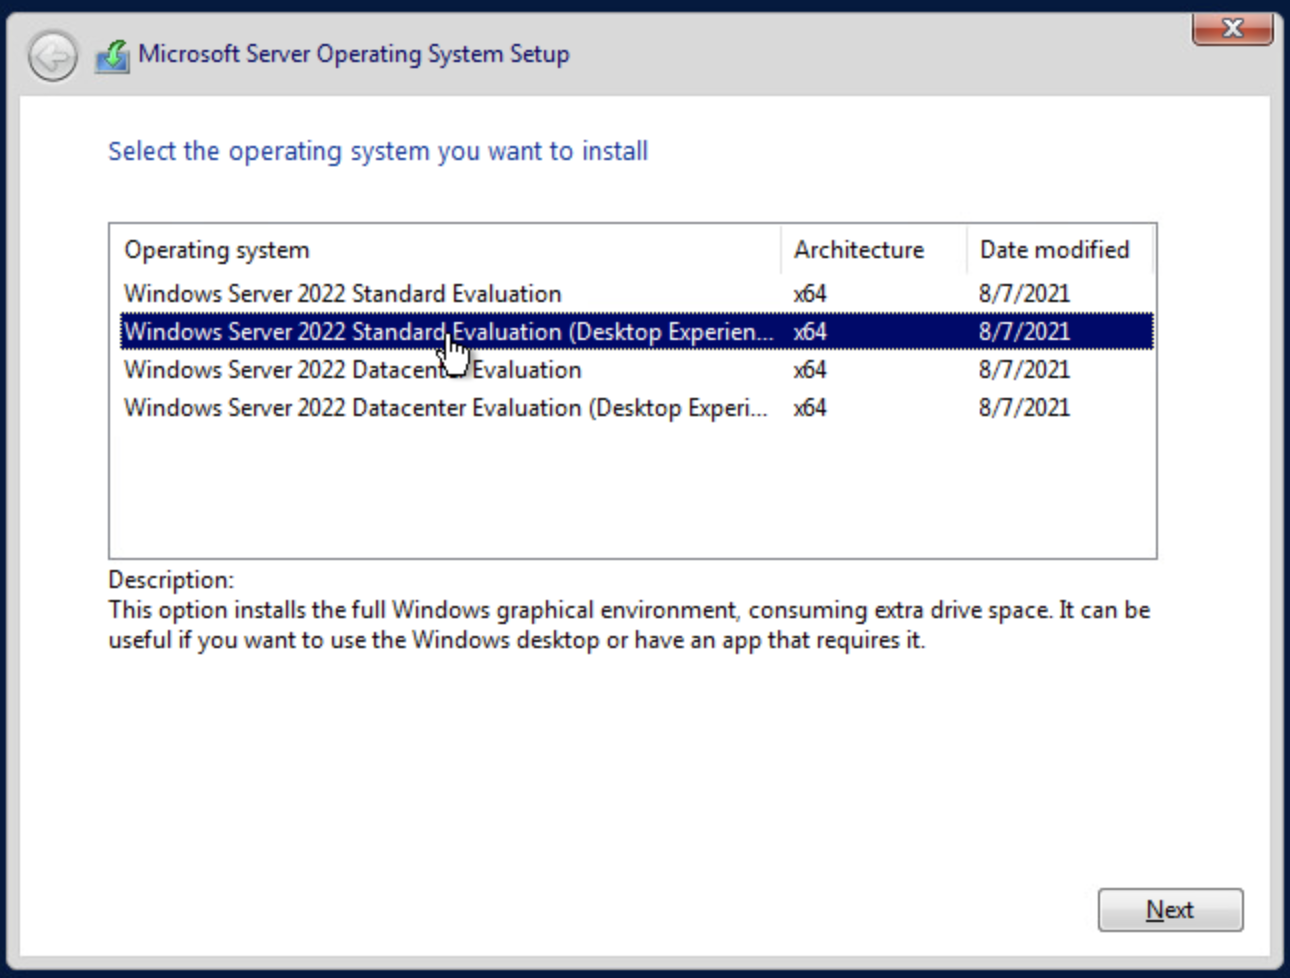 Microsoft Server Operating System Setup
Select the operating system you want to install
Operating system Architecture Date modified
Windows Server 2022 Standard Evaluation x64 8/7/2021
Windows Server 2022 Standard Evaluation (Desktop Experien... x64 8/7/2021
Windows Server 2022 Datacenter Evaluation x64 8/7/2021
Windows Server 2022 Datacenter Evaluation (Desktop Experi... x64 8/7/2021
Description:
This option installs the full Windows graphical environment, consuming extra drive space. It can be
useful if you want to use the Windows desktop or have an app that requires it.
Next